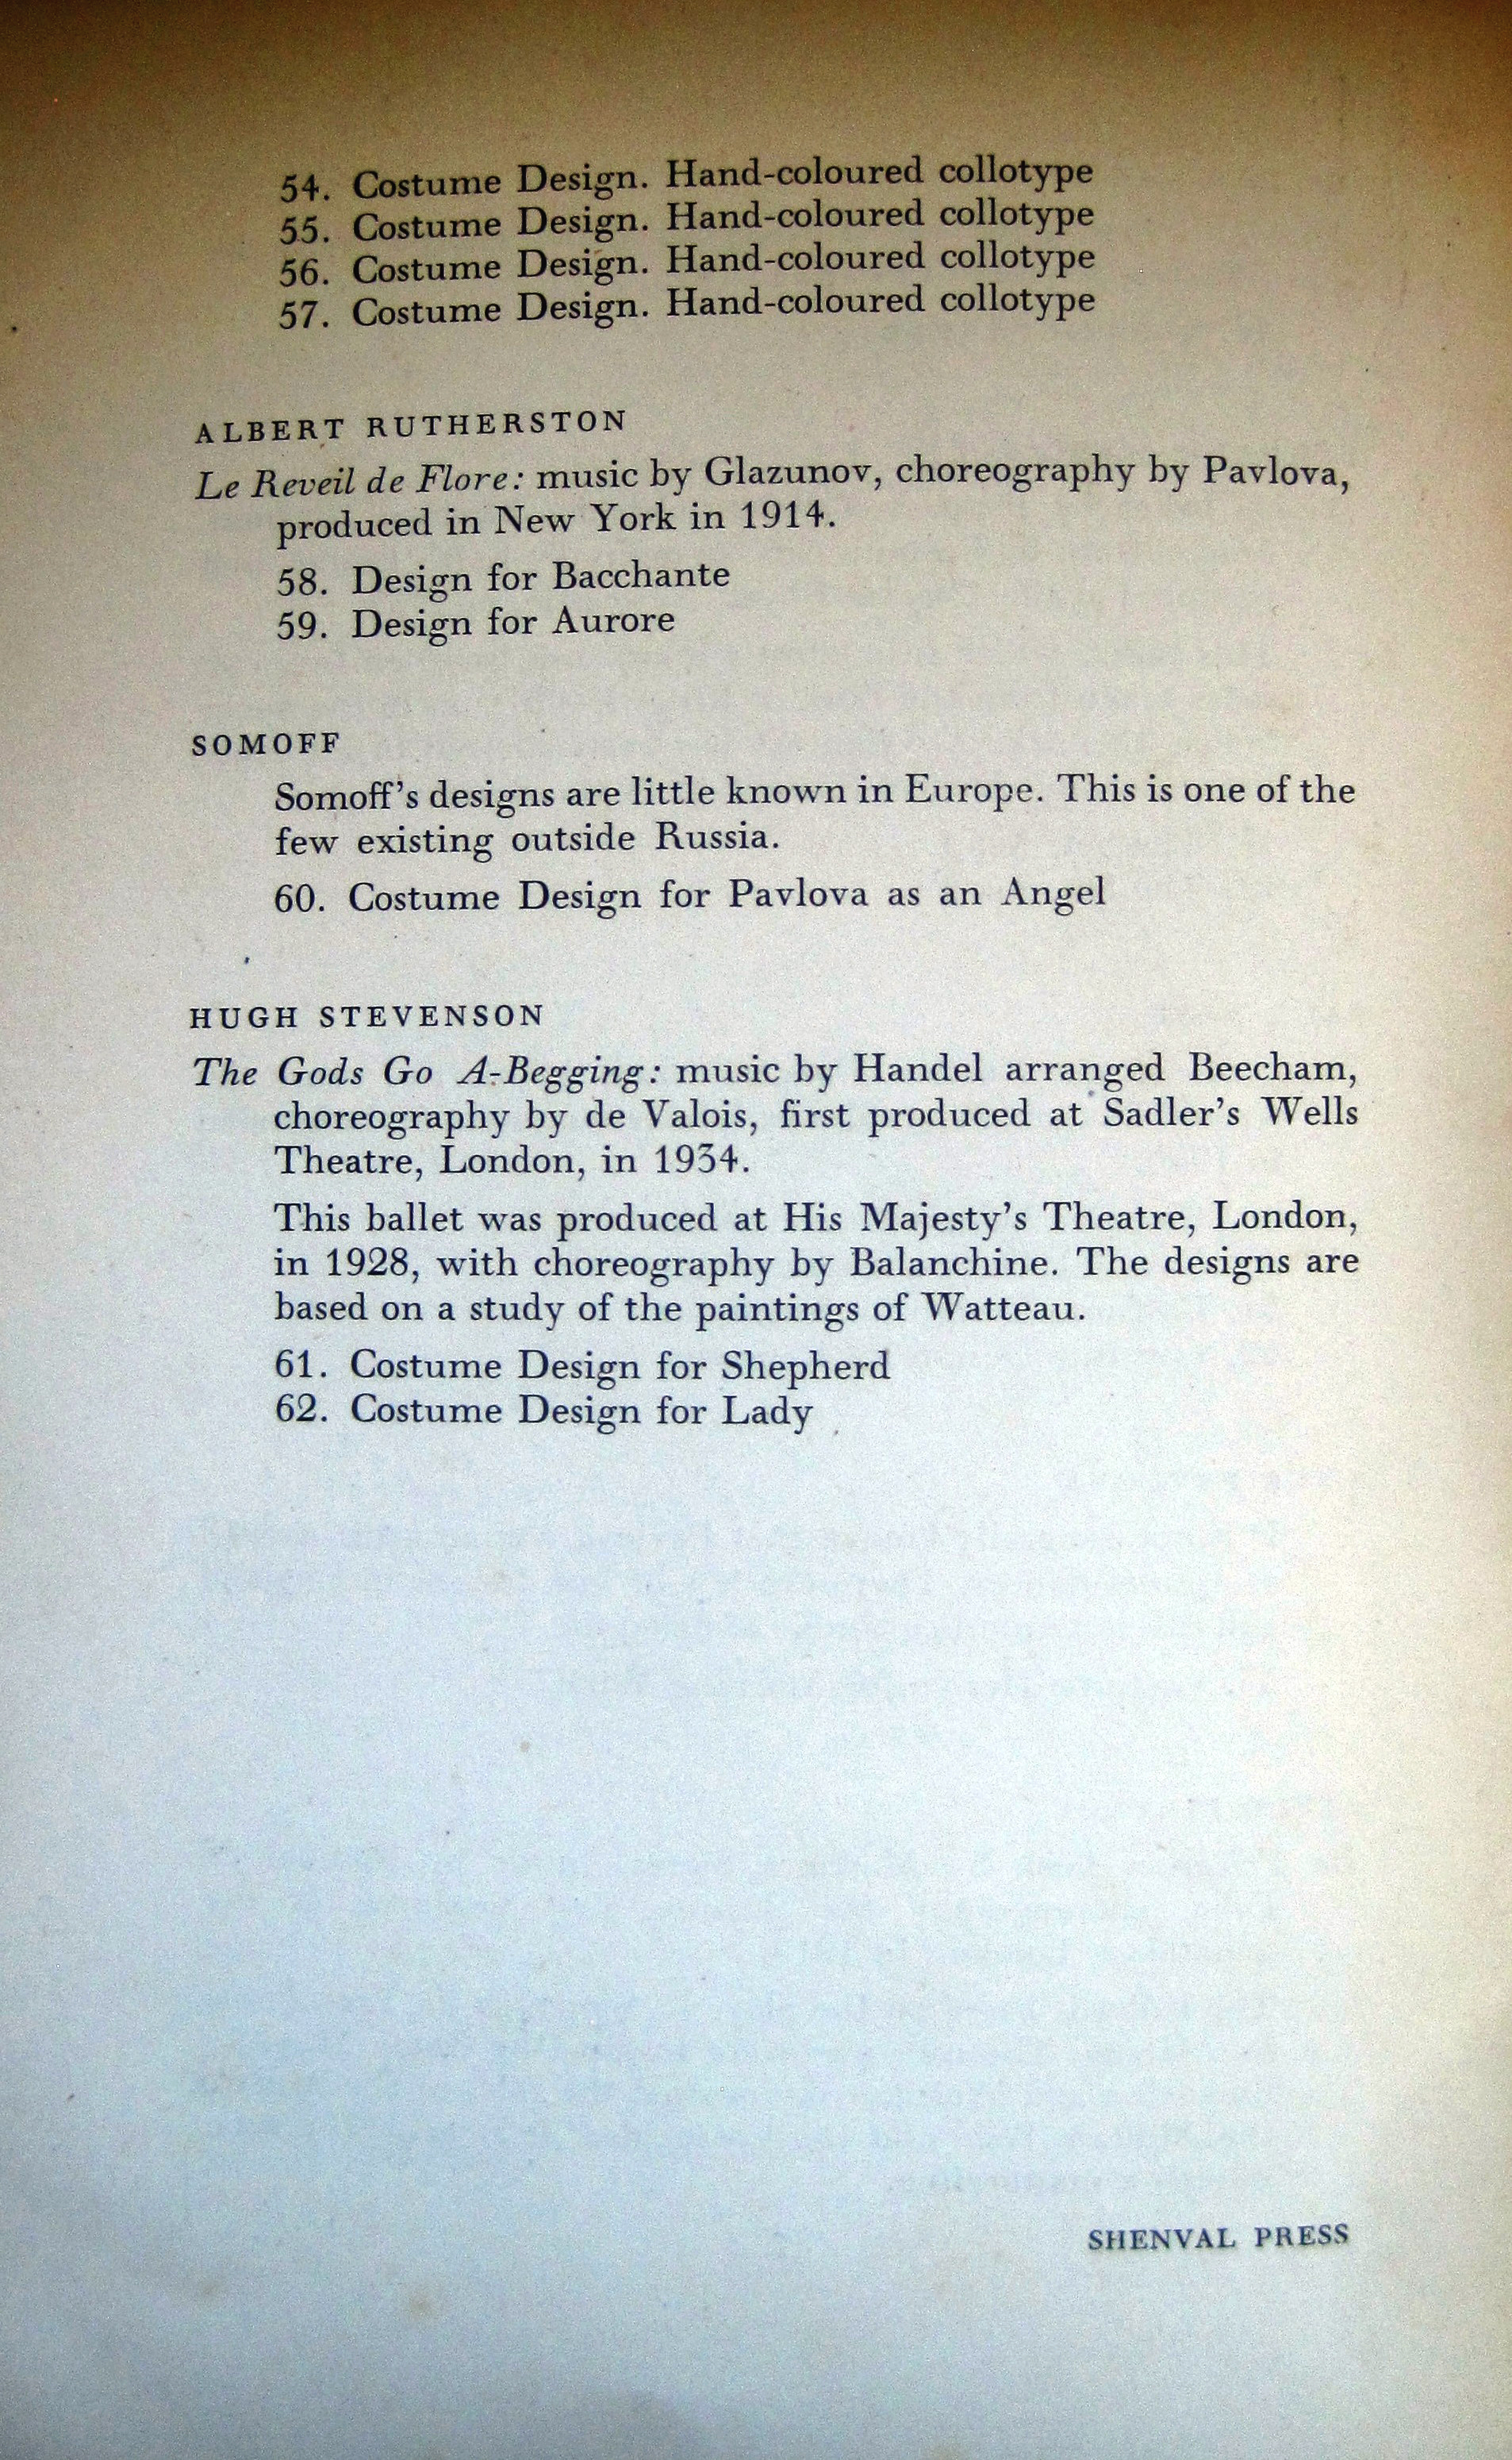 54. Costume Design. Hand-coloured collotype
55. Costume Design. Hand-coloured collotype
56. Costume Design. Hand-coloured collotype
57. Costume Design. Hand-coloured collotype
ALBERT RUTHERSTON
Le Reveil de Flore: music by Glazunov, choreography by Pavlova,
produced in New York in 1914.
58. Design for Bacchante
59. Design for Aurore
SOMOFF
Somoff's designs are little known in Europe. This is one of the
few existing outside Russia.
60. Costume Design for Pavlova as an Angel
HUGH STEVENSON
The Gods Go A-Begging: music by Handel arranged Beecham,
choreography by de Valois, first produced at Sadler's Wells
Theatre, London, in 1934.
This ballet was produced at His Majesty's Theatre, London,
in 1928, with choreography by Balanchine. The designs are
based on a study of the paintings of Watteau.
61. Costume Design for Shepherd
62. Costume Design for Lady
SHENVAL PRESS